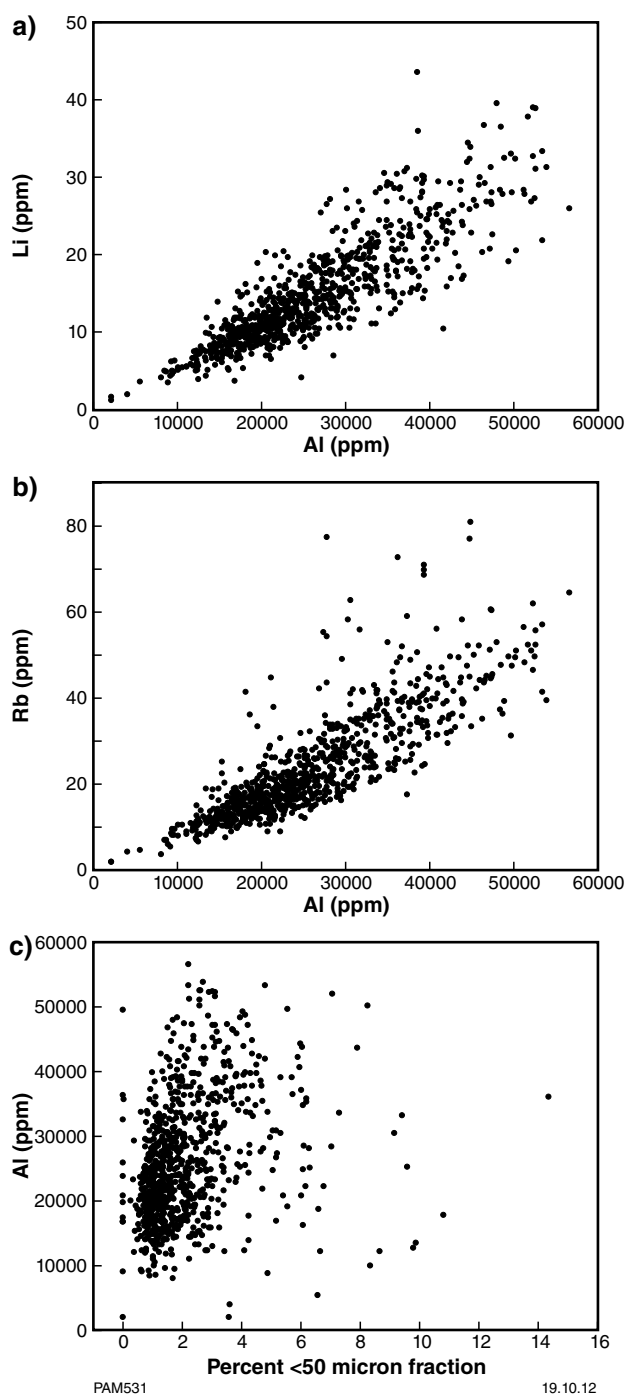 a)
50
40
30
20
10
0
Li (ppm)
0 10000 20000 30000 40000 50000 60000
Al (ppm)
b)
80
60
40
20
0
Rb (ppm)
0 10000 20000 30000 40000 50000 60000
Al (ppm)
c)
60000
50000
40000
30000
20000
10000
0
Al (ppm)
0 2 4 6 8 10 12 14 16
Percent <50 micron fraction
PAM531 19.10.12